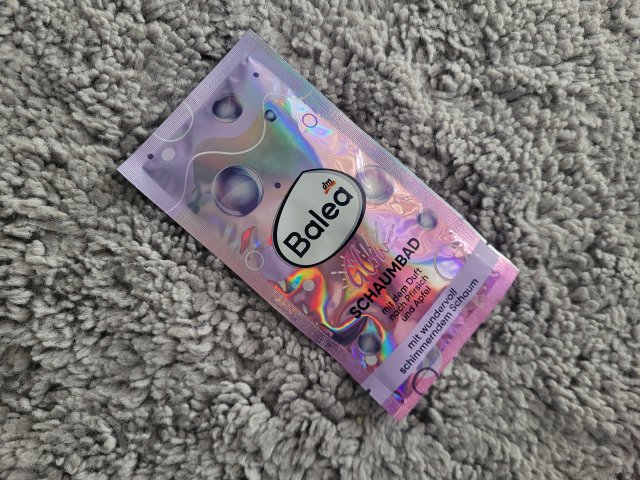 dm
Balea
SCHAUMBAD
mit dem Duft
nach Pfirsich
und Apfel
mit wundervoll
schimmerndem Schaum